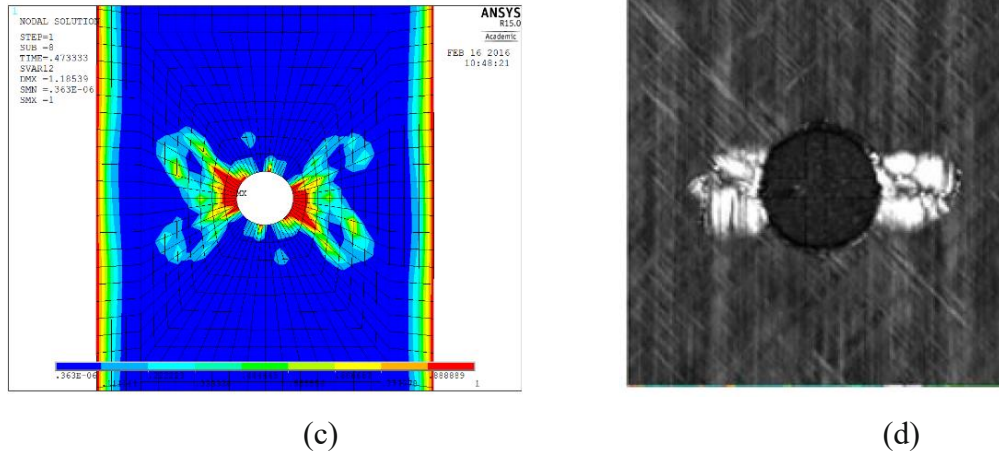 1
NODAL SOLUTION
STEP=1
SUB =8
TIME=.473333
SVAR12
DMX =1.18539
SMN =.363E-06
SMX =1
ANSYS
R15.0
Academic
FEB 16 2016
10:48:21
MX
.363E-06
.888889
1
(c)
(d)